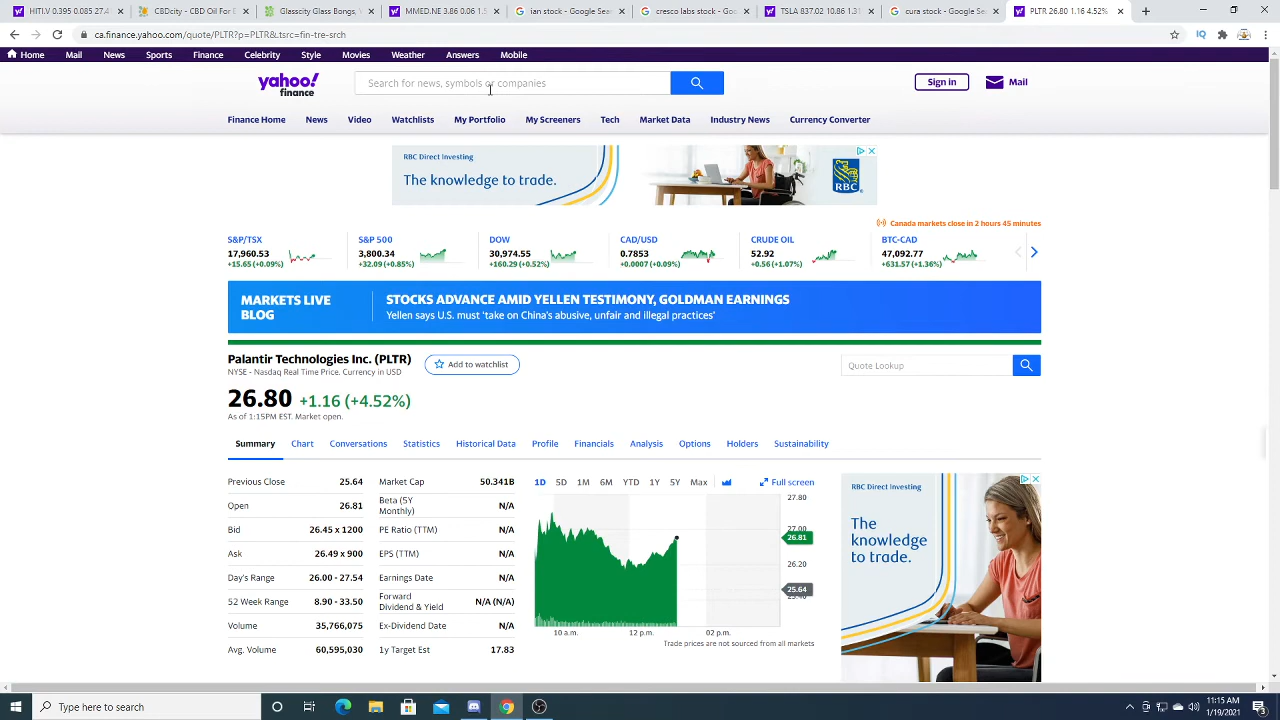 HITI.V 0.395 0.085 27.4
CBDcity - CBD Oil For
Glentity Glass Bongs,
MMED.NE 3.86 0.06 1.5
ian stock - Google Sear
cresco labs stock - Goo
TSLA 837.02 10.86 1.31
cura stock - Google Sea
PLTR 26.80 1.16 4.52%
ca.finance.yahoo.com/quote/PLTR?p=PLTR&.tsrc=fin-tre-srch
IQ
Home Mail News Sports Finance Celebrity Style Movies Weather Answers Mobile
yahoo!
finance
Search for news, symbols or companies
Sign in
Mail
Finance Home News Video Watchlists My Portfolio My Screeners Tech Market Data Industry News Currency Converter
RBC Direct Investing
The knowledge to trade.
RBC
Canada markets close in 2 hours 45 minutes
S&P/TSX
17,960.53
+15.65 (+0.09%)
S&P 500
3,800.34
+32.09 (+0.85%)
DOW
30,974.55
+160.29 (+0.52%)
CAD/USD
0.7853
+0.0007 (+0.09%)
CRUDE OIL
52.92
+0.56 (+1.07%)
BTC-CAD
47,092.77
+631.57 (+1.36%)
MARKETS LIVE
BLOG
STOCKS ADVANCE AMID YELLEN TESTIMONY, GOLDMAN EARNINGS
Yellen says U.S. must 'take on China's abusive, unfair and illegal practices'
Palantir Technologies Inc. (PLTR)
NYSE - Nasdaq Real Time Price. Currency in USD
Add to watchlist
Quote Lookup
26.80 +1.16 (+4.52%)
As of 1:15PM EST. Market open.
Summary Chart Conversations Statistics Historical Data Profile Financials Analysis Options Holders Sustainability
Previous Close 25.64
Open 26.81
Bid 26.45 x 1200
Ask 26.49 x 900
Day's Range 26.00 - 27.54
52 Week Range 8.90 - 33.50
Volume 35,766,075
Avg. Volume 60,595,030
Market Cap 50.341B
Beta (5Y
Monthly) N/A
PE Ratio (TTM) N/A
EPS (TTM) N/A
Earnings Date N/A
Forward
Dividend & Yield N/A (N/A)
Ex-Dividend Date N/A
1y Target Est 17.83
1D 5D 1M 6M YTD 1Y 5Y Max
Full screen
27.80
27.00
26.81
26.20
25.64
25.40
10 a.m. 12 p.m. 02 p.m.
Trade prices are not sourced from all markets
RBC Direct Investing
The
knowledge
to trade.
Type here to search
11:15 AM
1/19/2021
3